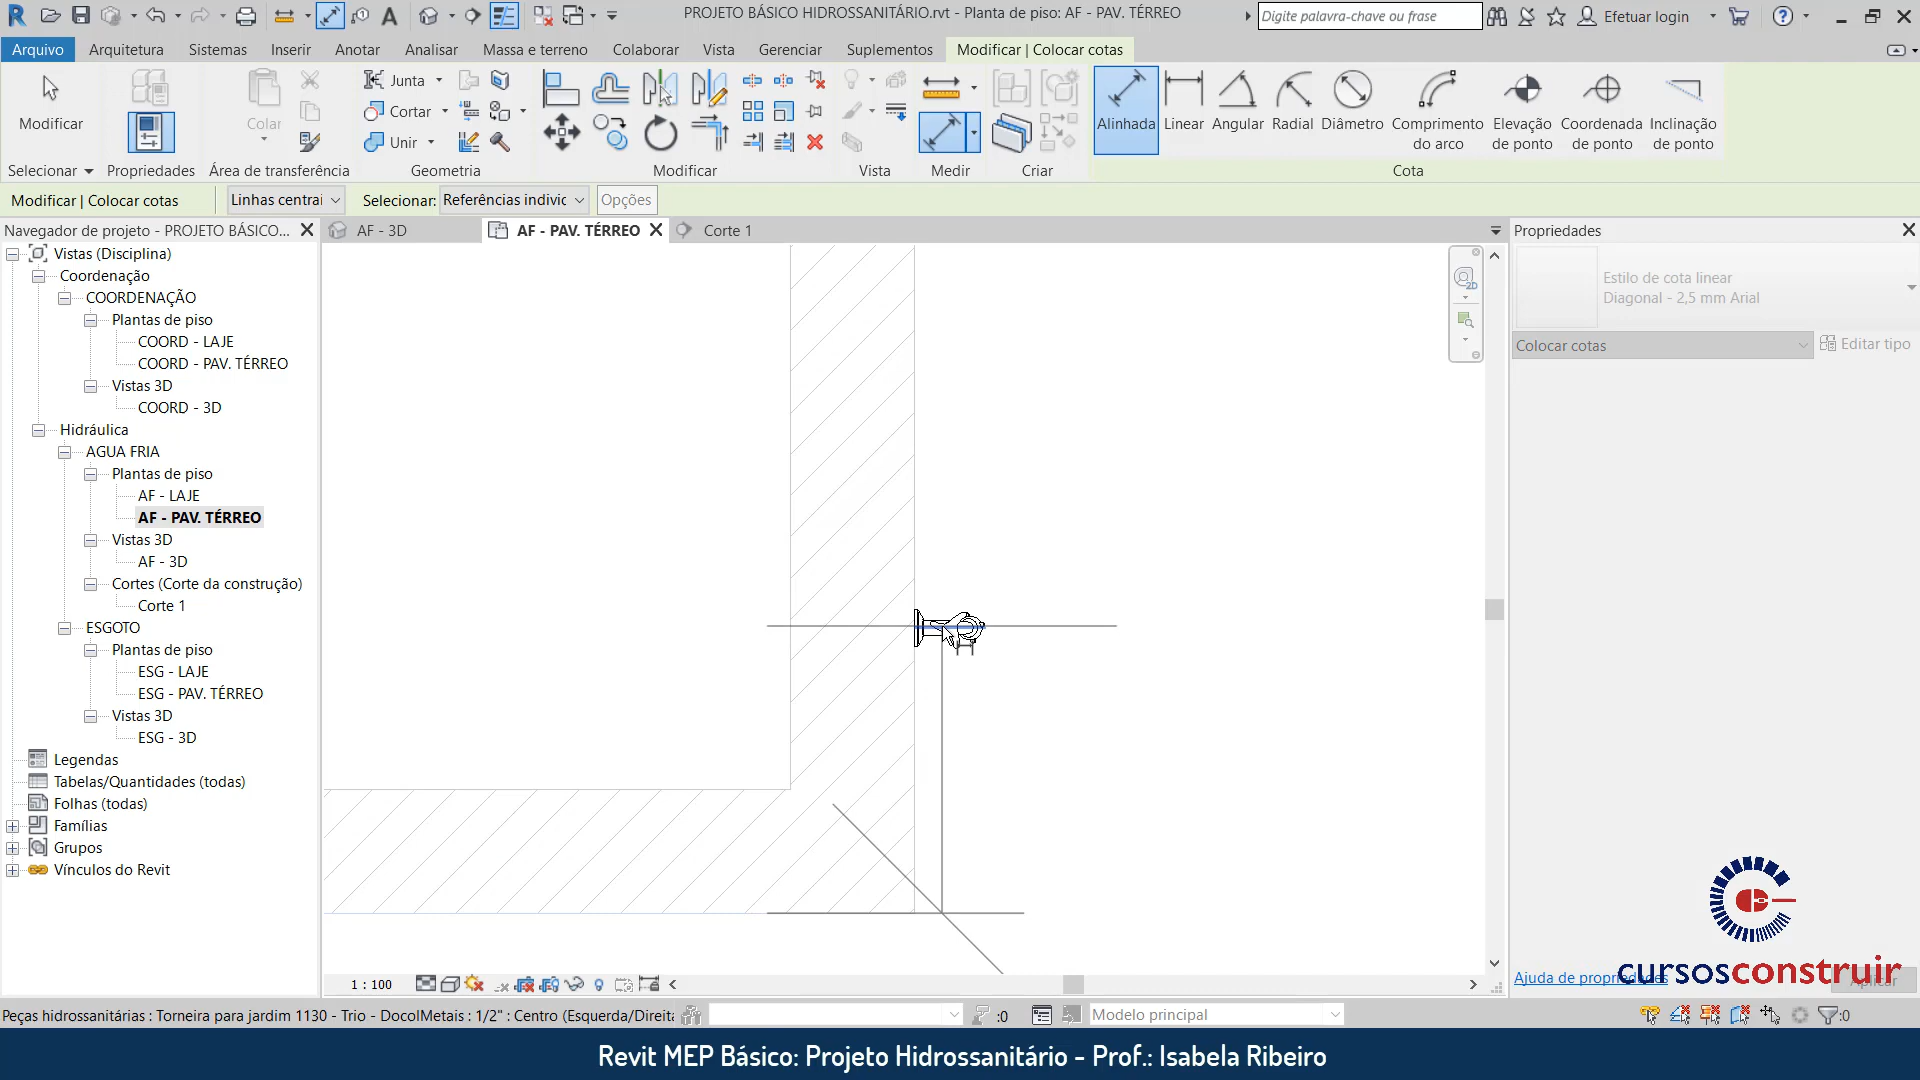 PROJETO BÁSICO HIDROSSANITÁRIO.rvt - Planta de piso: AF - PAV. TÉRREO
Digite palavra-chave ou frase
Efetuar login
Arquivo
Arquitetura
Sistemas
Inserir
Anotar
Analisar
Massa e terreno
Colaborar
Vista
Gerenciar
Suplementos
Modificar | Colocar cotas
Modificar
Colar
Junta
Cortar
Unir
Alinhada
Linear
Angular
Radial
Diâmetro
Comprimento do arco
Elevação de ponto
Coordenada de ponto
Inclinação de ponto
Selecionar
Propriedades
Área de transferência
Geometria
Modificar
Vista
Medir
Criar
Cota
Modificar | Colocar cotas
Linhas centrai
Selecionar:
Referências indivic
Opções
Navegador de projeto - PROJETO BÁSICO...
AF - 3D
AF - PAV. TÉRREO
Corte 1
Propriedades
Vistas (Disciplina)
Coordenação
COORDENAÇÃO
Plantas de piso
COORD - LAJE
COORD - PAV. TÉRREO
Vistas 3D
COORD - 3D
Hidráulica
AGUA FRIA
Plantas de piso
AF - LAJE
AF - PAV. TÉRREO
Vistas 3D
AF - 3D
Cortes (Corte da construção)
Corte 1
ESGOTO
Plantas de piso
ESG - LAJE
ESG - PAV. TÉRREO
Vistas 3D
ESG - 3D
Legendas
Tabelas/Quantidades (todas)
Folhas (todas)
Famílias
Grupos
Vínculos do Revit
2D
Estilo de cota linear
Diagonal - 2,5 mm Arial
Colocar cotas
Editar tipo
1 : 100
Ajuda de propriedades
Aplicar
cursosconstruir
Peças hidrossanitárias : Torneira para jardim 1130 - Trio - DocolMetais : 1/2" : Centro (Esquerda/Direita
:0
Modelo principal
:0
Revit MEP Básico: Projeto Hidrossanitário - Prof.: Isabela Ribeiro